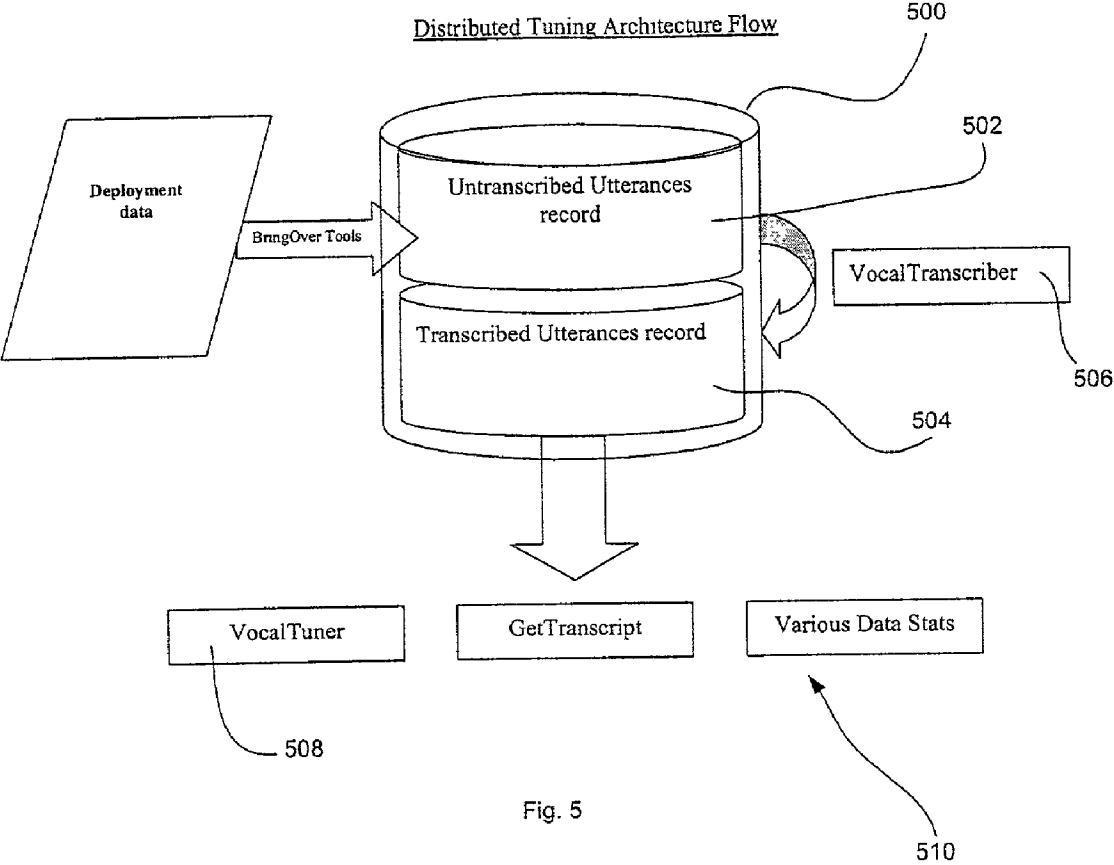 Distributed Tuning Architecture Flow
500
502
Deployment
data
Untranscribed Utterances
record
BringOver Tools
VocalTranscriber
Transcribed Utterances record
506
504
VocalTuner
GetTranscript
Various Data Stats
508
Fig. 5
510